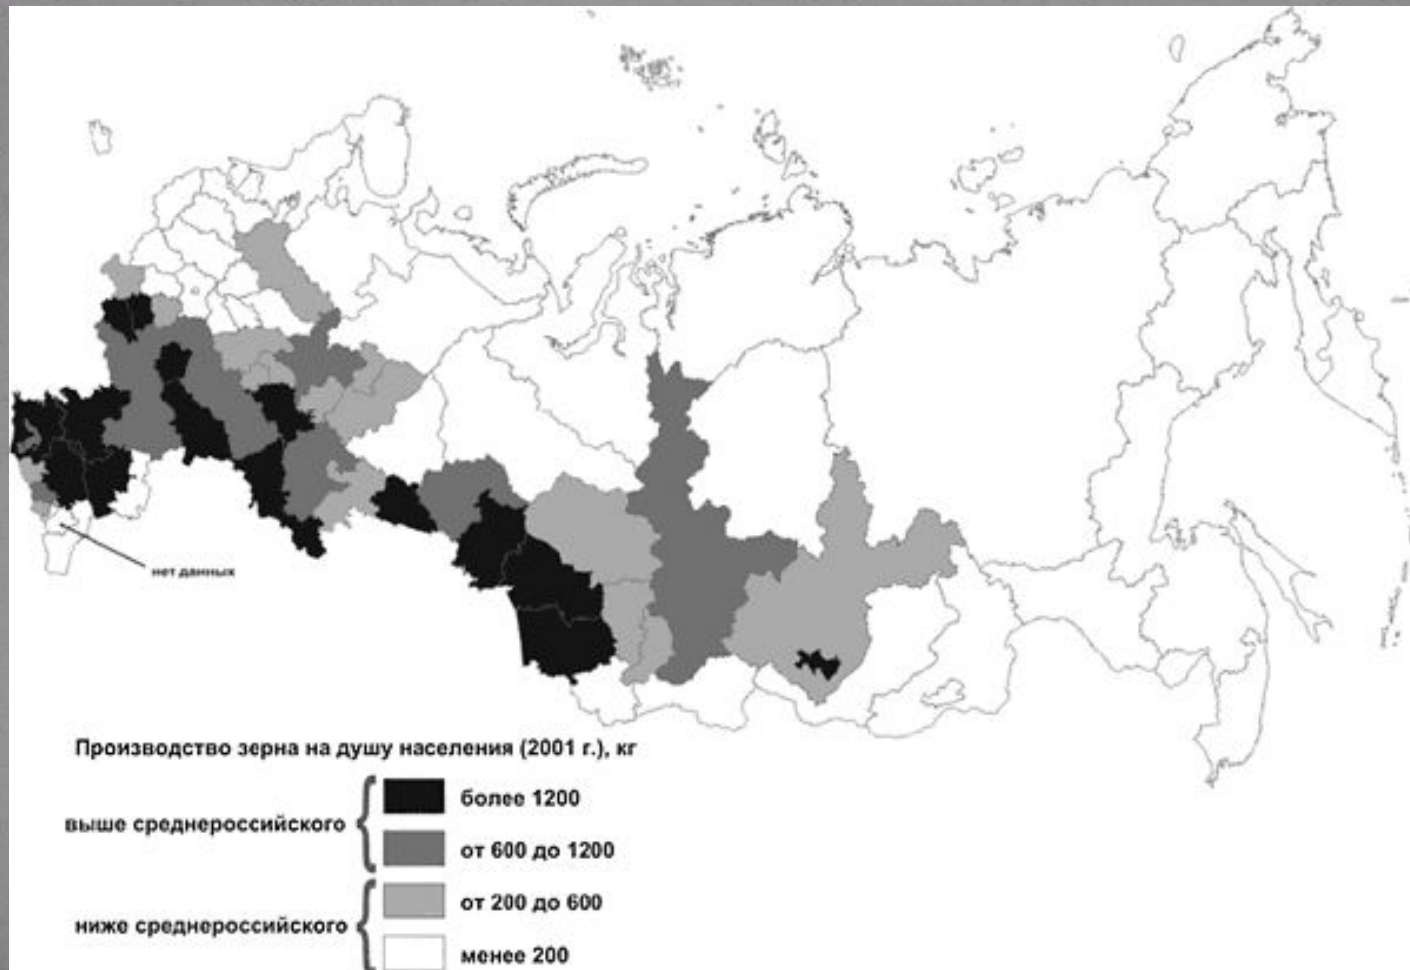 нет данных
Производство зерна на душу населения (2001 г.), кг
выше среднероссийского
более 1200
от 600 до 1200
ниже среднероссийского
от 200 до 600
менее 200